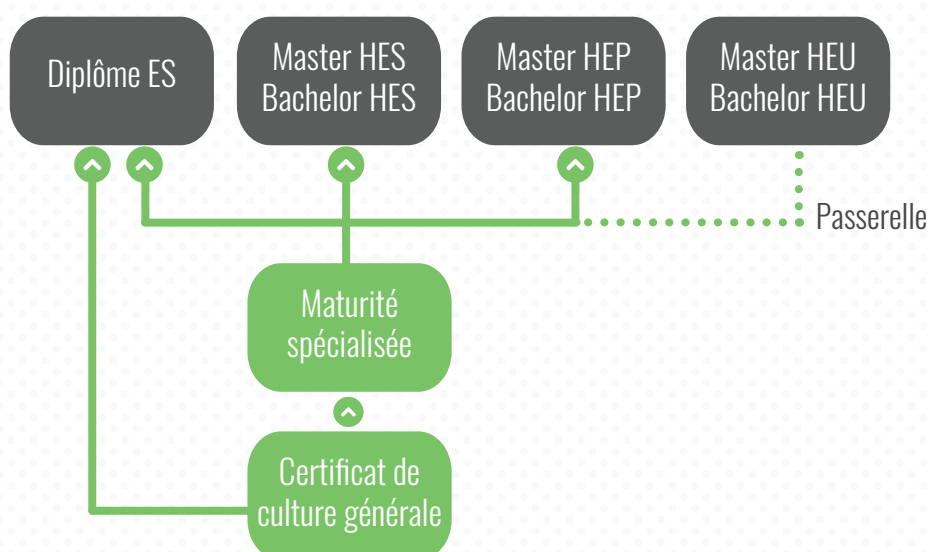 Diplôme ES
Master HES
Bachelor HES
Master HEP
Bachelor HEP
Master HEU
Bachelor HEU
Passerelle
Maturité
spécialisée
Certificat de
culture générale